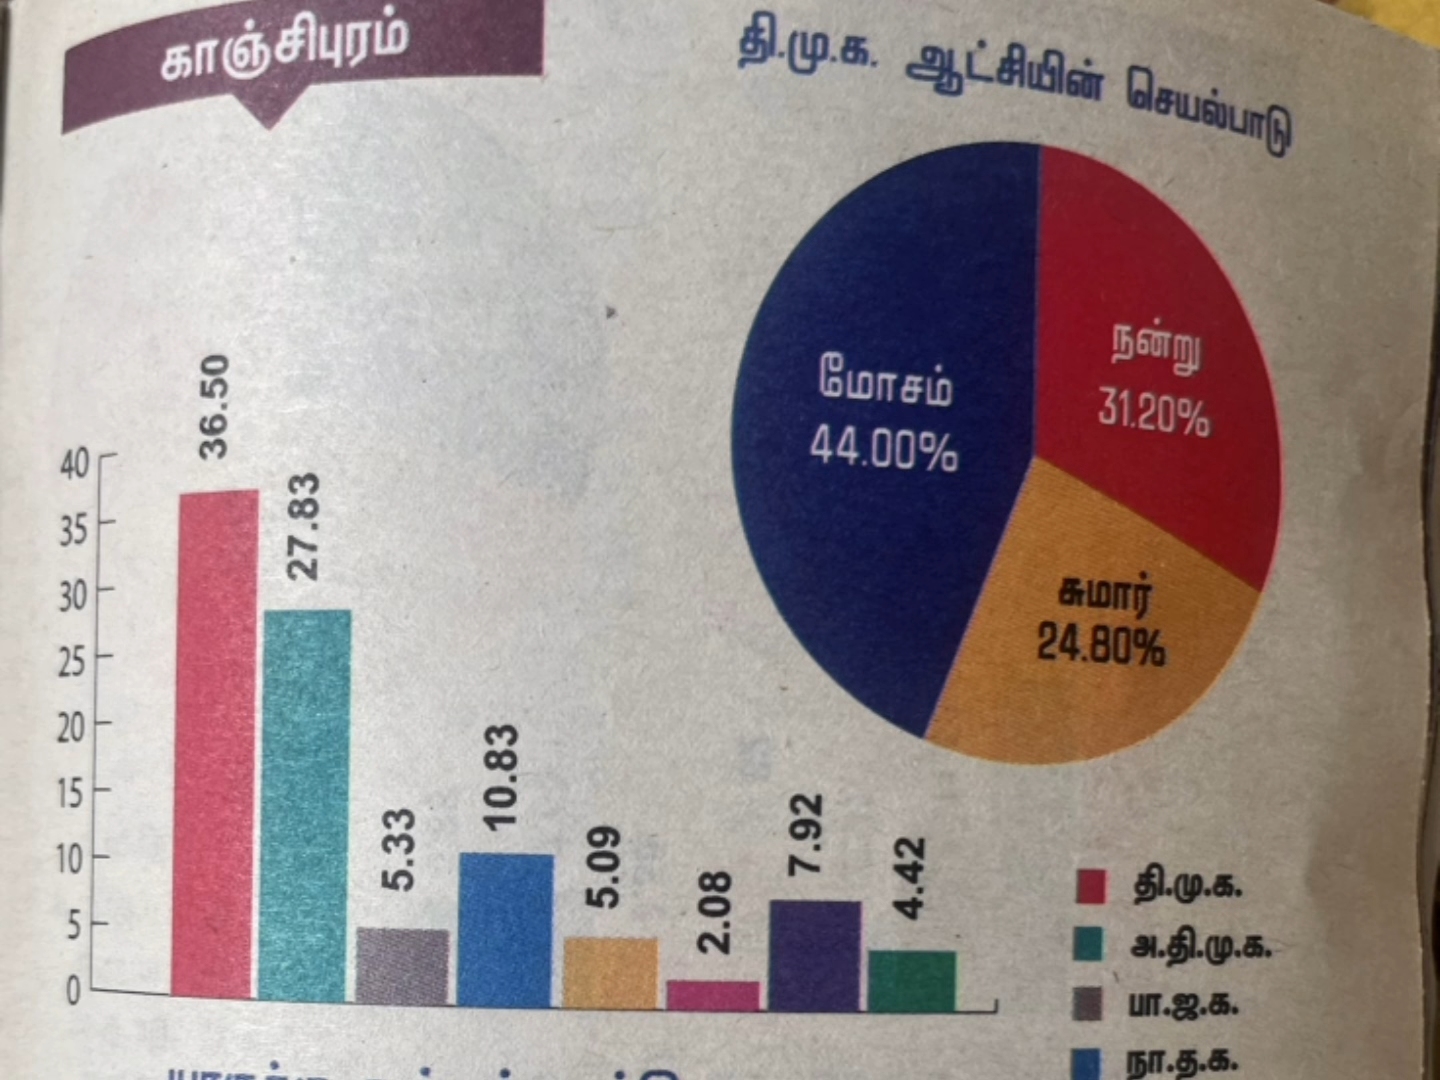 காஞ்சிபுரம்
தி.மு.க. ஆட்சியின் செயல்பாடு
மோசம்
44.00%
நன்று
31.20%
சுமார்
24.80%
40
35
30
25
20
15
10
5
0
36.50
27.83
5.33
10.83
5.09
2.08
7.92
4.42
தி.மு.க.
அ.தி.மு.க.
பா.ஜ.க.
நா.த.க.